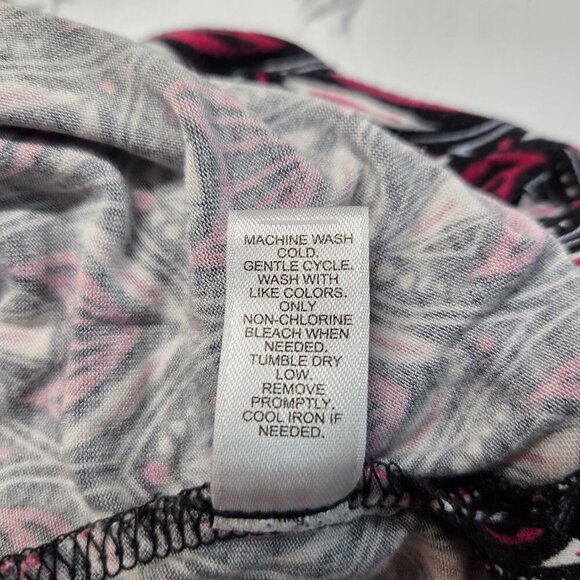 MACHINE WASH
COLD.
GENTLE CYCLE.
WASH WITH
LIKE COLORS.
ONLY
NON-CHLORINE
BLEACH WHEN
NEEDED.
TUMBLE DRY
LOW.
REMOVE
PROMPTLY.
COOL IRON IF
NEEDED.